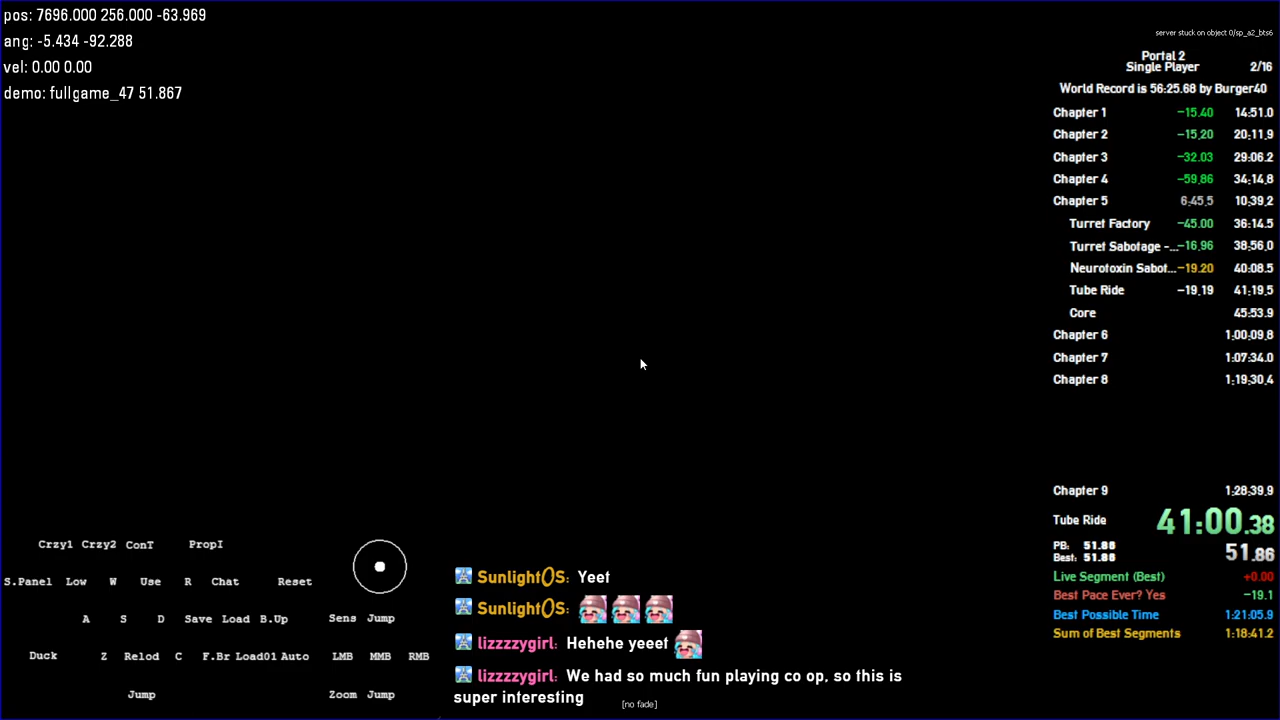 pos: 7696.000 256.000 -63.969
ang: -5.434 -92.288
vel: 0.00 0.00
demo: fullgame_47 51.867
server stuck on object 0/sp_a2_bts6
Portal 2
Single Player 2/16
World Record is 56:25.68 by Burger40
Chapter 1 -15.40 14:51.0
Chapter 2 -15.20 20:11.9
Chapter 3 -32.03 29:06.2
Chapter 4 -59.86 34:14.8
Chapter 5 6:45.5 10:39.2
Turret Factory -45.00 36:14.5
Turret Sabotage -... -16.96 38:56.0
Neurotoxin Sabot... -19.20 40:08.5
Tube Ride -19.19 41:19.5
Core 45:53.9
Chapter 6 1:00:09.8
Chapter 7 1:07:34.0
Chapter 8 1:19:30.4
Chapter 9 1:28:39.9
Tube Ride 41:00.38
PB: 51.88
Best: 51.88
51.86
Live Segment (Best) +0.00
Best Pace Ever? Yes -19.1
Best Possible Time 1:21:05.9
Sum of Best Segments 1:18:41.2
Crzy1 Crzy2 ConT PropI
S.Panel Low W Use R Chat Reset
A S D Save Load B.Up Sens Jump
Duck Z Relod C F.Br Load01 Auto LMB MMB RMB
Jump Zoom Jump
SunlightOS: Yeet
SunlightOS:
lizzzzygirl: Hehehe yeeet
lizzzzygirl: We had so much fun playing co op, so this is
super interesting
[no fade]